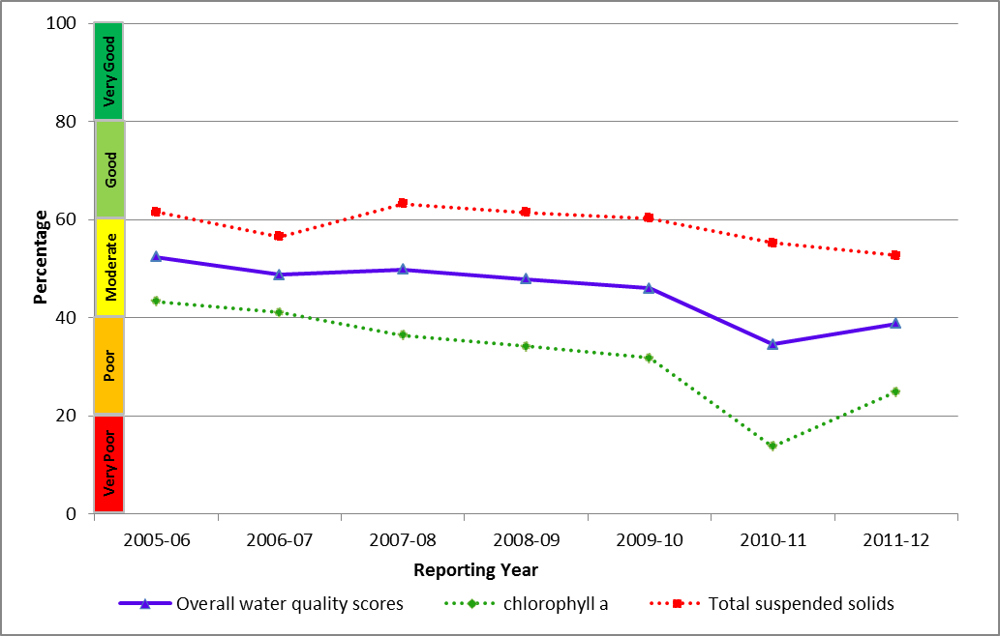 100
80
60
40
20
0
Percentage
Very Good
Good
Moderate
Poor
Very Poor
2005-06 2006-07 2007-08 2008-09 2009-10 2010-11 2011-12
Reporting Year
Overall water quality scores chlorophyll a Total suspended solids